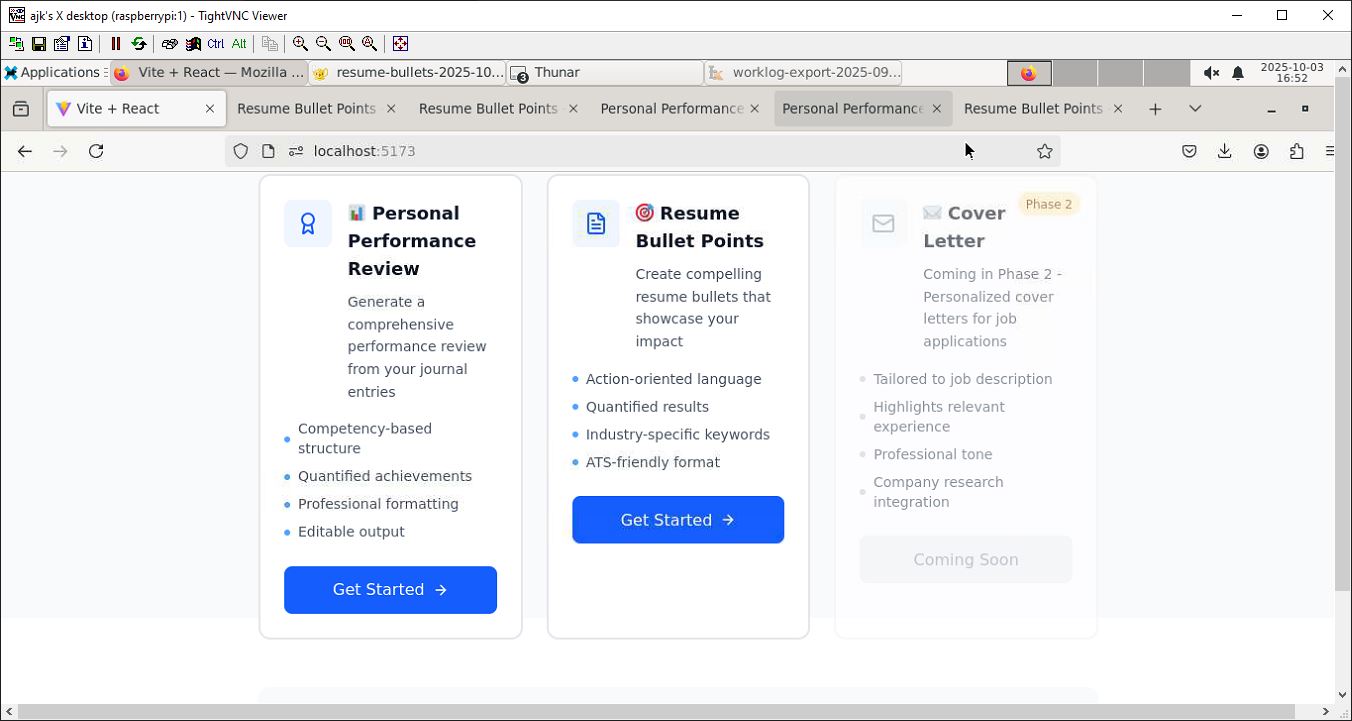 ajk's X desktop (raspberrypi:1) - TightVNC Viewer
Ctrl Alt
Applications
Vite + React — Mozilla ...
resume-bullets-2025-10...
3
Thunar
worklog-export-2025-09...
2025-10-03
16:52
Vite + React
Resume Bullet Points
Resume Bullet Points
Personal Performance
Personal Performance
Resume Bullet Points
localhost:5173
📊 Personal
Performance
Review
Generate a
comprehensive
performance review
from your journal
entries
Competency-based
structure
Quantified achievements
Professional formatting
Editable output
Get Started →
🎯 Resume
Bullet Points
Create compelling
resume bullets that
showcase your
impact
Action-oriented language
Quantified results
Industry-specific keywords
ATS-friendly format
Get Started →
Phase 2
✉️ Cover
Letter
Coming in Phase 2 -
Personalized cover
letters for job
applications
Tailored to job description
Highlights relevant
experience
Professional tone
Company research
integration
Coming Soon